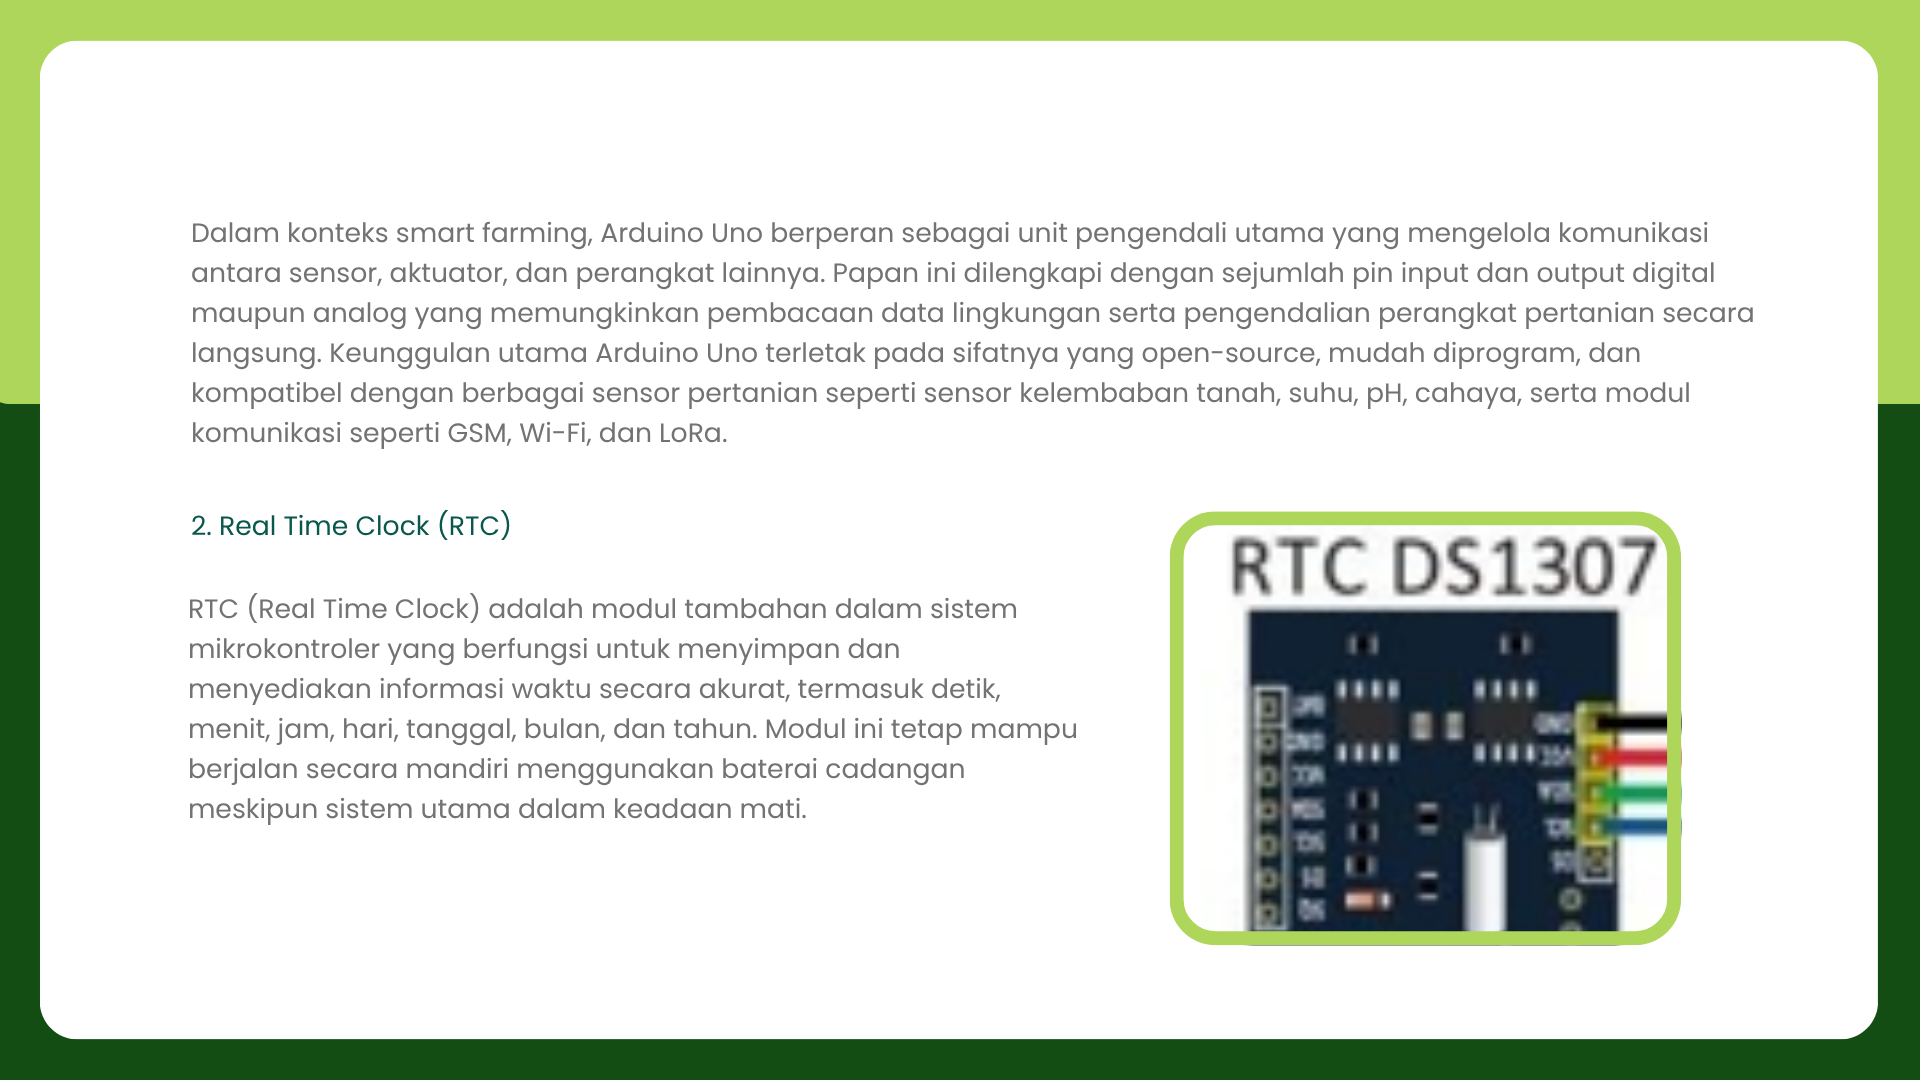 Dalam konteks smart farming, Arduino Uno berperan sebagai unit pengendali utama yang mengelola komunikasi
antara sensor, aktuator, dan perangkat lainnya. Papan ini dilengkapi dengan sejumlah pin input dan output digital
maupun analog yang memungkinkan pembacaan data lingkungan serta pengendalian perangkat pertanian secara
langsung. Keunggulan utama Arduino Uno terletak pada sifatnya yang open-source, mudah diprogram, dan
kompatibel dengan berbagai sensor pertanian seperti sensor kelembaban tanah, suhu, pH, cahaya, serta modul
komunikasi seperti GSM, Wi-Fi, dan LoRa.
2. Real Time Clock (RTC)
RTC (Real Time Clock) adalah modul tambahan dalam sistem
mikrokontroler yang berfungsi untuk menyimpan dan
menyediakan informasi waktu secara akurat, termasuk detik,
menit, jam, hari, tanggal, bulan, dan tahun. Modul ini tetap mampu
berjalan secara mandiri menggunakan baterai cadangan
meskipun sistem utama dalam keadaan mati.
RTC DS1307